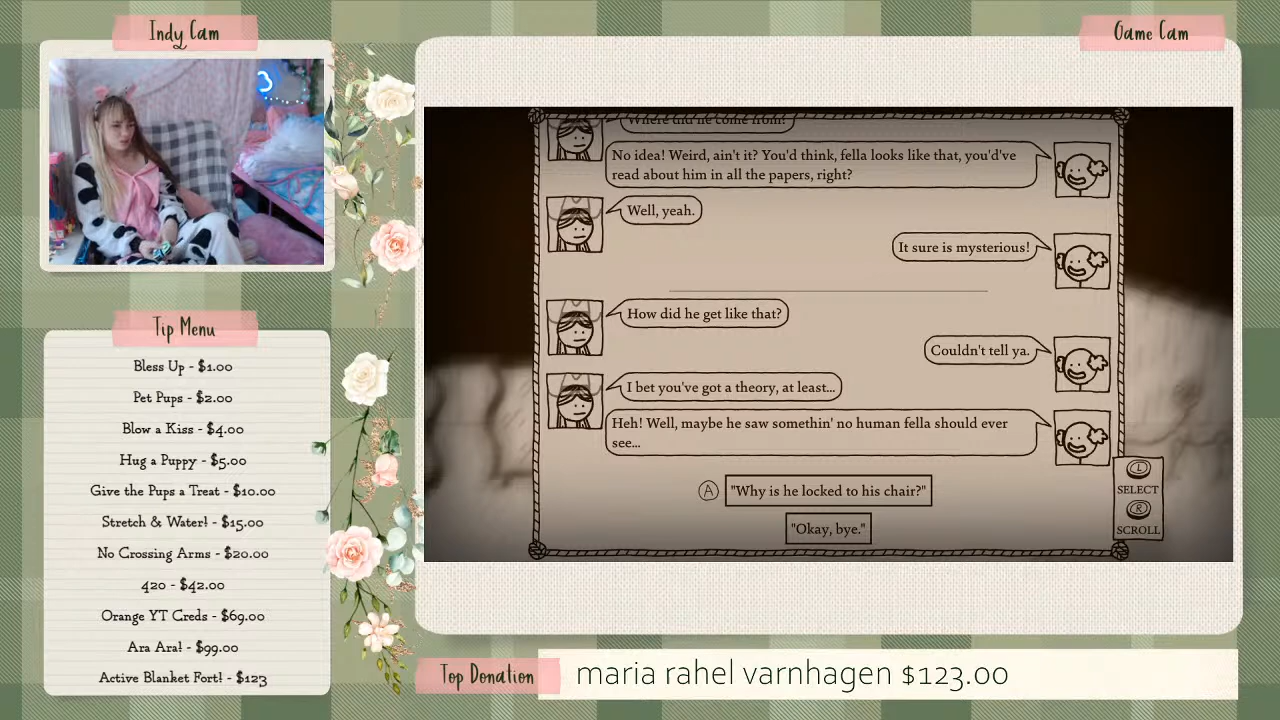 Indy Cam
Game Cam
Where did he come from?
No idea! Weird, ain't it? You'd think, fella looks like that, you'd've
read about him in all the papers, right?
Well, yeah.
It sure is mysterious!
How did he get like that?
Couldn't tell ya.
I bet you've got a theory, at least...
Heh! Well, maybe he saw somethin' no human fella should ever
see...
A "Why is he locked to his chair?"
"Okay, bye."
L
SELECT
R
SCROLL
Tip Menu
Bless Up - $1.00
Pet Pups - $2.00
Blow a Kiss - $4.00
Hug a Puppy - $5.00
Give the Pups a Treat - $10.00
Stretch & Water! - $15.00
No Crossing Arms - $20.00
420 - $42.00
Orange YT Creds - $69.00
Ara Ara! - $99.00
Active Blanket Fort! - $123
Top Donation
maria rahel varnhagen $123.00